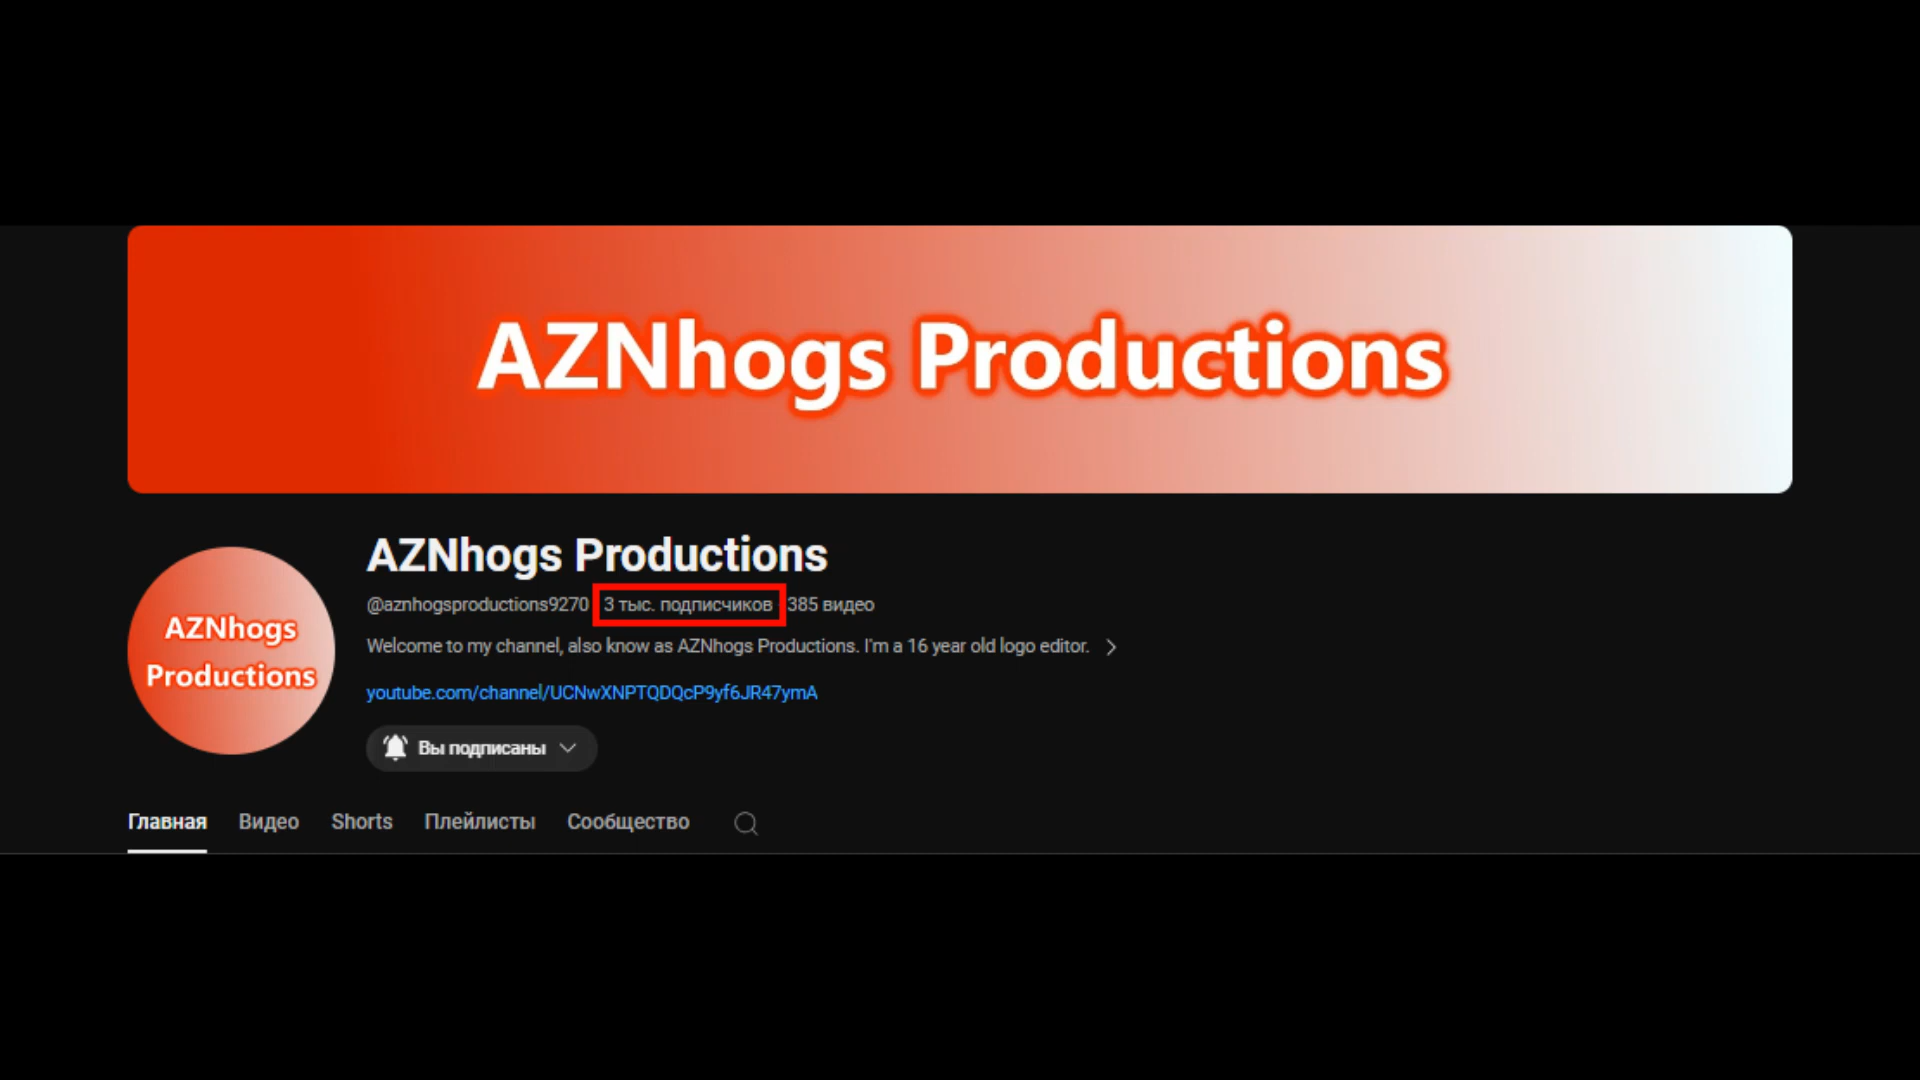 AZNhogs Productions
AZNhogs
Productions
AZNhogs Productions
@aznhogsproductions9270 3 тыс. подписчиков 385 видео
Welcome to my channel, also know as AZNhogs Productions. I'm a 16 year old logo editor.
youtube.com/channel/UCNwXNPTQDQcP9yf6JR47ymA
Вы подписаны
Главная Видео Shorts Плейлисты Сообщество